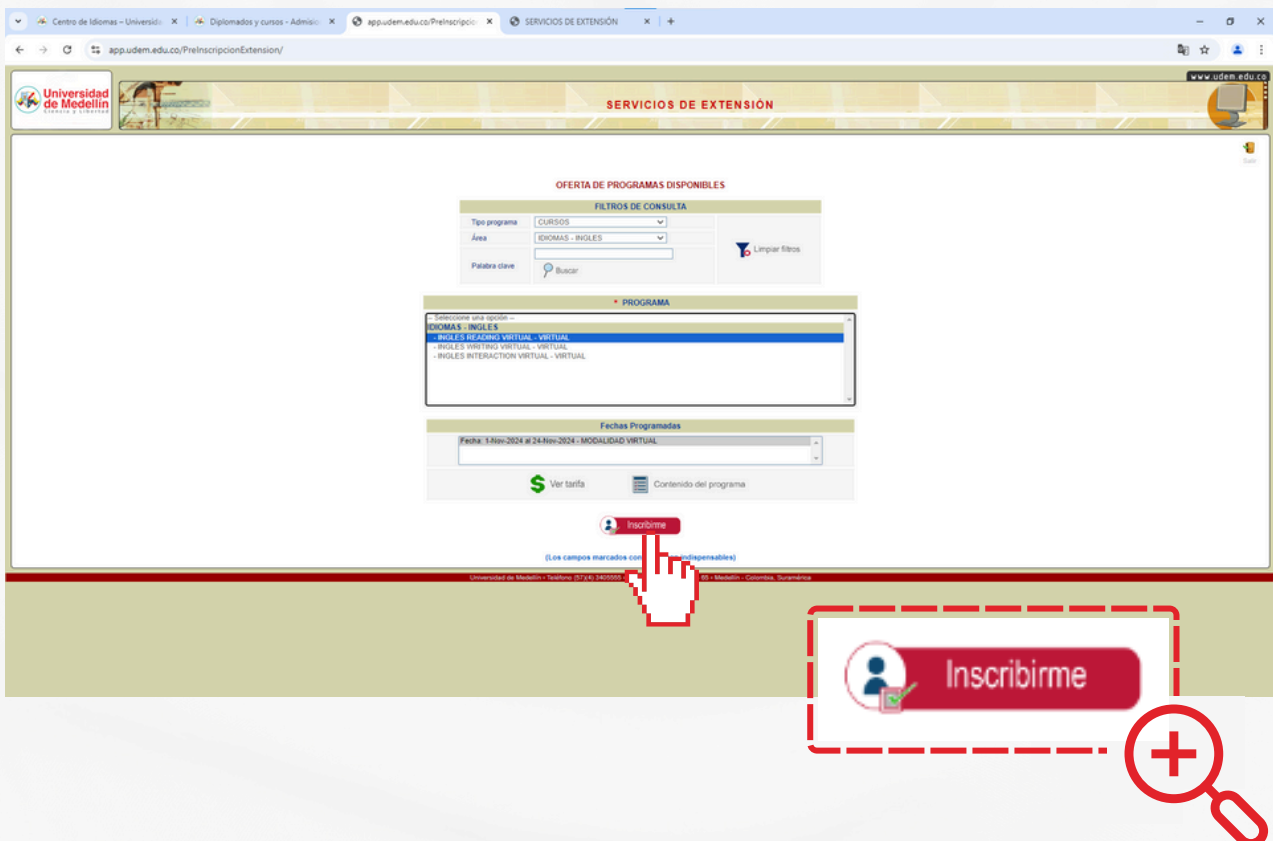 Centro de Idiomas – Universida
Diplomados y cursos - Admisio
app.udem.edu.co/PreInscripcio
SERVICIOS DE EXTENSIÓN
app.udem.edu.co/PreInscripcionExtension/
www.udem.edu.co
Universidad
de Medellín
Ciencia y Libertad
SERVICIOS DE EXTENSIÓN
Salir
OFERTA DE PROGRAMAS DISPONIBLES
FILTROS DE CONSULTA
Tipo programa CURSOS
Área IDIOMAS - INGLES
Limpiar filtros
Palabra clave Buscar
* PROGRAMA
-- Seleccione una opción --
IDIOMAS - INGLES
- INGLES READING VIRTUAL - VIRTUAL
- INGLES WRITING VIRTUAL - VIRTUAL
- INGLES INTERACTION VIRTUAL - VIRTUAL
Fechas Programadas
Fecha: 1-Nov-2024 al 24-Nov-2024 - MODALIDAD VIRTUAL
Ver tarifa Contenido del programa
Inscribirme
(Los campos marcados con indispensables)
Universidad de Medellín • Teléfono (57)(4) 3405555 • 65 • Medellín - Colombia, Suramérica
Inscribirme